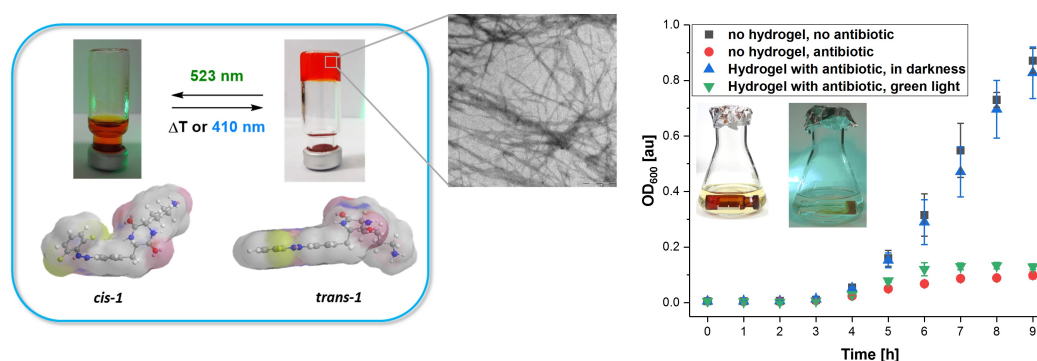 523 nm
ΔT or 410 nm
cis-1
trans-1
no hydrogel, no antibiotic
no hydrogel, antibiotic
Hydrogel with antibiotic, in darkness
Hydrogel with antibiotic, green light
OD600 [au]
0.8
0.6
0.4
0.2
0.0
0 1 2 3 4 5 6 7 8 9
Time [h]